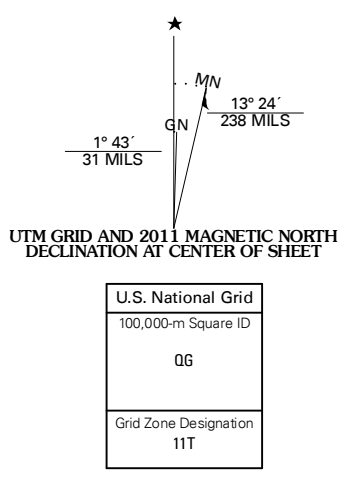 ★
MN
GN
13° 24´
238 MILS
1° 43´
31 MILS
UTM GRID AND 2011 MAGNETIC NORTH
DECLINATION AT CENTER OF SHEET
U.S. National Grid
100,000-m Square ID
QG
Grid Zone Designation
11T